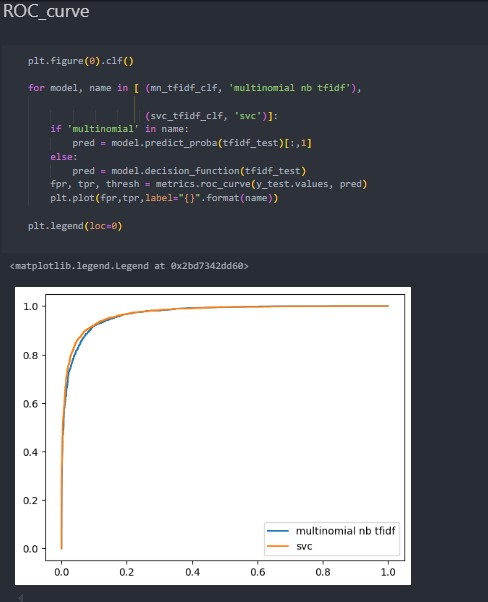 ROC_curve
plt.figure(0).clf()
for model, name in [ (mn_tfidf_clf, 'multinomial nb tfidf'),
(svc_tfidf_clf, 'svc')]:
if 'multinomial' in name:
pred = model.predict_proba(tfidf_test)[:,1]
else:
pred = model.decision_function(tfidf_test)
fpr, tpr, thresh = metrics.roc_curve(y_test.values, pred)
plt.plot(fpr,tpr,label="{}".format(name))
plt.legend(loc=0)
<matplotlib.legend.Legend at 0x2bd7342dd60>
1.0
0.8
0.6
0.4
0.2
0.0
multinomial nb tfidf
svc
0.0 0.2 0.4 0.6 0.8 1.0